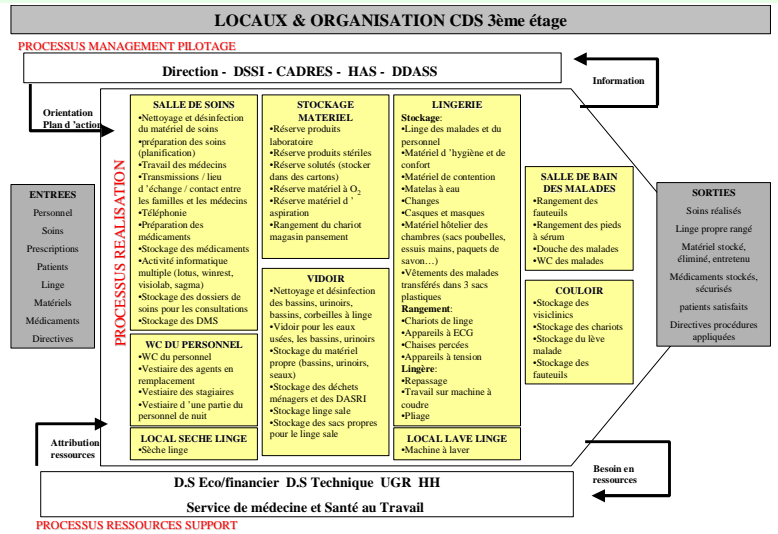 LOCAUX & ORGANISATION CDS 3ème étage
PROCESSUS MANAGEMENT PILOTAGE
Direction - DSSI - CADRES - HAS - DDASS
Information
Orientation
Plan d ’action
ENTREES
Personnel
Soins
Prescriptions
Patients
Linge
Matériels
Médicaments
Directives
PROCESSUS REALISATION
SALLE DE SOINS
•Nettoyage et désinfection
du matériel de soins
•préparation des soins
(planification)
•Travail des médecins
•Transmissions / lieu
d ’échange / contact entre
les familles et les médecins
•Téléphonie
•Préparation des
médicaments
•Stockage des médicaments
•Activité informatique
multiple (lotus, winrest,
visiolab, sagma)
•Stockage des dossiers de
soins pour les consultations
•Stockage des DMS
WC DU PERSONNEL
•WC du personnel
•Vestiaire des agents en
remplacement
•Vestiaire des stagiaires
•Vestiaire d ’une partie du
personnel de nuit
LOCAL SECHE LINGE
•Sèche linge
STOCKAGE
MATERIEL
•Réserve produits
laboratoire
•Réserve produits stériles
•Réserve solutés (stocker
dans des cartons)
•Réserve matériel à O2
•Réserve matériel d ’
aspiration
•Rangement du chariot
magasin pansement
VIDOIR
•Nettoyage et désinfection
des bassins, urinoirs,
bassins, corbeilles à linge
•Vidoir pour les eaux
usées, les bassins, urinoirs
•Stockage du matériel
propre (bassins, urinoirs,
seaux)
•Stockage des déchets
ménagers et des DASRI
•Stockage linge sale
•Stockage des sacs propres
pour le linge sale
LINGERIE
Stockage:
•Linge des malades et du
personnel
•Matériel d ’hygiène et de
confort
•Matériel de contention
•Matelas à eau
•Changes
•Casques et masques
•Matériel hôtelier des
chambres (sacs poubelles,
essuis mains, paquets de
savon…)
•Vêtements des malades
transférés dans 3 sacs
plastiques
Rangement:
•Chariots de linge
•Appareils à ECG
•Chaises percées
•Appareils à tension
Lingère:
•Repassage
•Travail sur machine à
coudre
•Pliage
LOCAL LAVE LINGE
•Machine à laver
SALLE DE BAIN
DES MALADES
•Rangement des
fauteuils
•Rangement des pieds
à sérum
•Douche des malades
•WC des malades
COULOIR
•Stockage des
visiclinics
•Stockage des chariots
•Stockage du lève
malade
•Stockage des
fauteuils
SORTIES
Soins réalisés
Linge propre rangé
Matériel stocké,
éliminé, entretenu
Médicaments stockés,
sécurisés
patients satisfaits
Directives procédures
appliquées
Attribution
ressources
Besoin en
ressources
D.S Eco/financier D.S Technique UGR HH
Service de médecine et Santé au Travail
PROCESSUS RESSOURCES SUPPORT